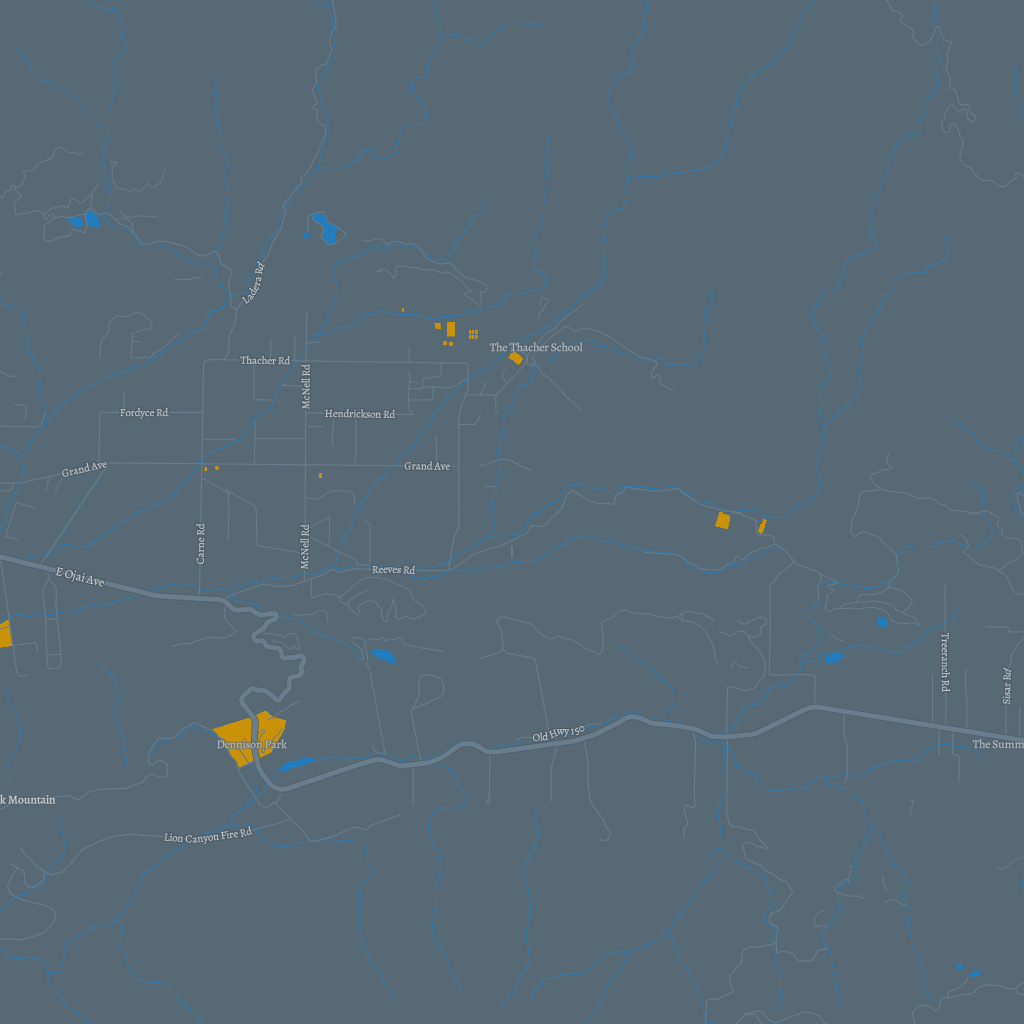 Ladera Rd
The Thacher School
Thacher Rd
McNell Rd
Fordyce Rd
Hendrickson Rd
Grand Ave
Grand Ave
Carne Rd
McNell Rd
Reeves Rd
E Ojai Ave
Treeranch Rd
Sisar Rd
Old Hwy 150
Dennison Park
The Summ
k Mountain
Lion Canyon Fire Rd